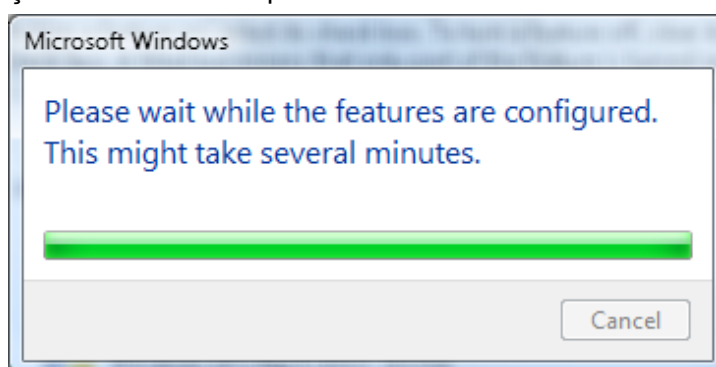 Microsoft Windows
Please wait while the features are configured.
This might take several minutes.
Cancel